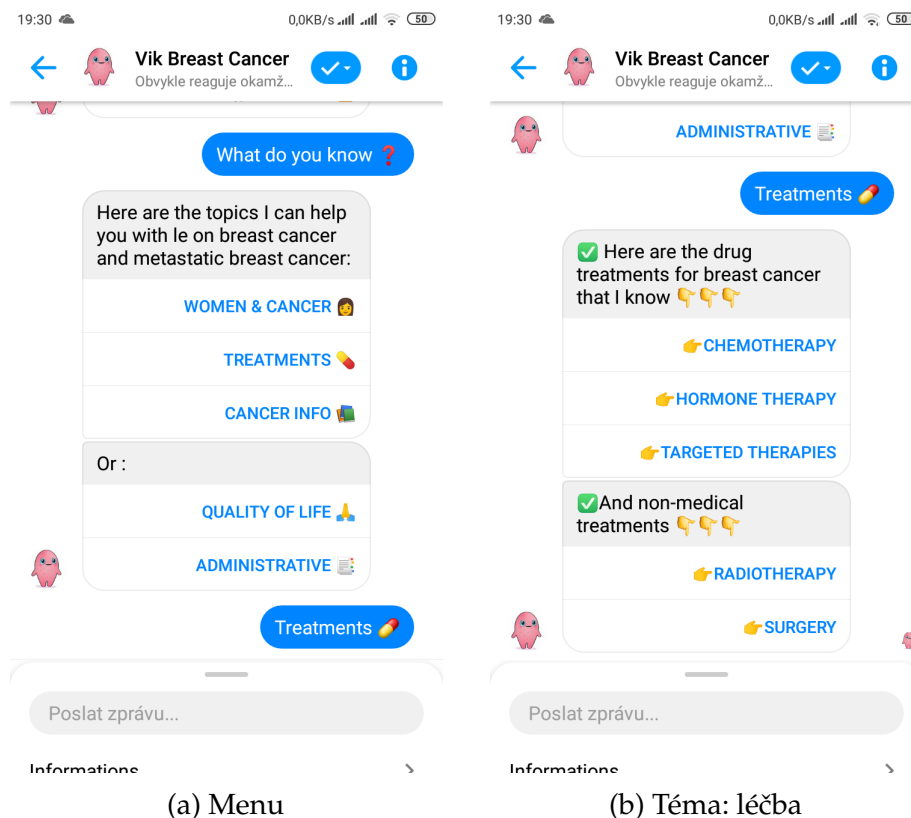 19:30 0,0KB/s 50
Vik Breast Cancer
Obvykle reaguje okamž...
What do you know ❓
Here are the topics I can help
you with le on breast cancer
and metastatic breast cancer:
WOMEN & CANCER 👩
TREATMENTS 💊
CANCER INFO 📚
Or :
QUALITY OF LIFE 🙏
ADMINISTRATIVE 📑
Treatments 💊
Poslat zprávu...
Informations
(a) Menu
19:30 0,0KB/s 50
Vik Breast Cancer
Obvykle reaguje okamž...
ADMINISTRATIVE 📑
Treatments 💊
✅ Here are the drug
treatments for breast cancer
that I know 👇👇👇
👉CHEMOTHERAPY
👉HORMONE THERAPY
👉TARGETED THERAPIES
✅And non-medical
treatments 👇👇👇
👉RADIOTHERAPY
👉SURGERY
Poslat zprávu...
Informations
(b) Téma: léčba